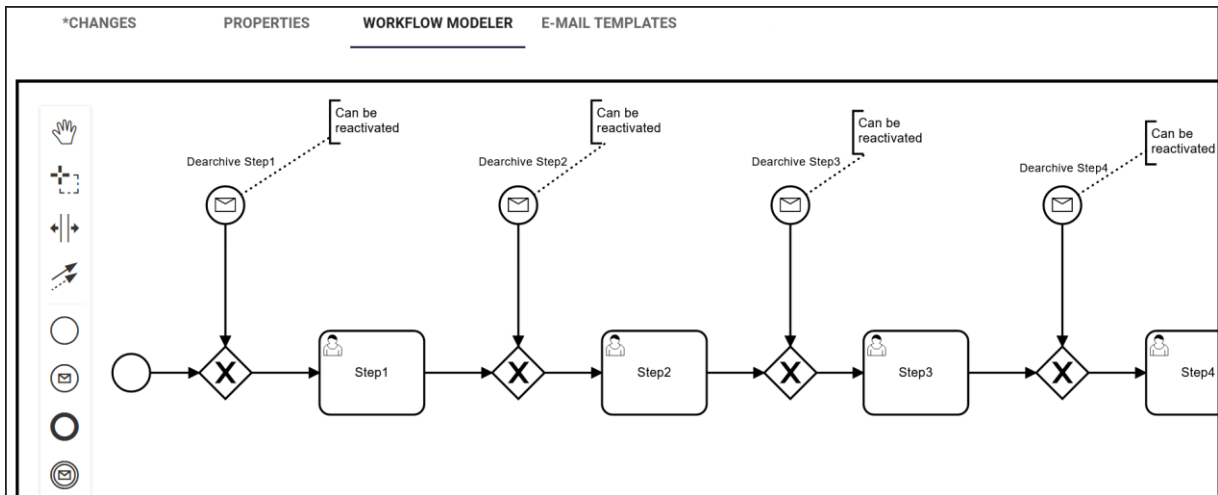 *CHANGES PROPERTIES WORKFLOW MODELER E-MAIL TEMPLATES
Can be
reactivated
Can be
reactivated
Can be
reactivated
Can be
reactivated
Dearchive Step1
Dearchive Step2
Dearchive Step3
Dearchive Step4
Step1
Step2
Step3
Step4